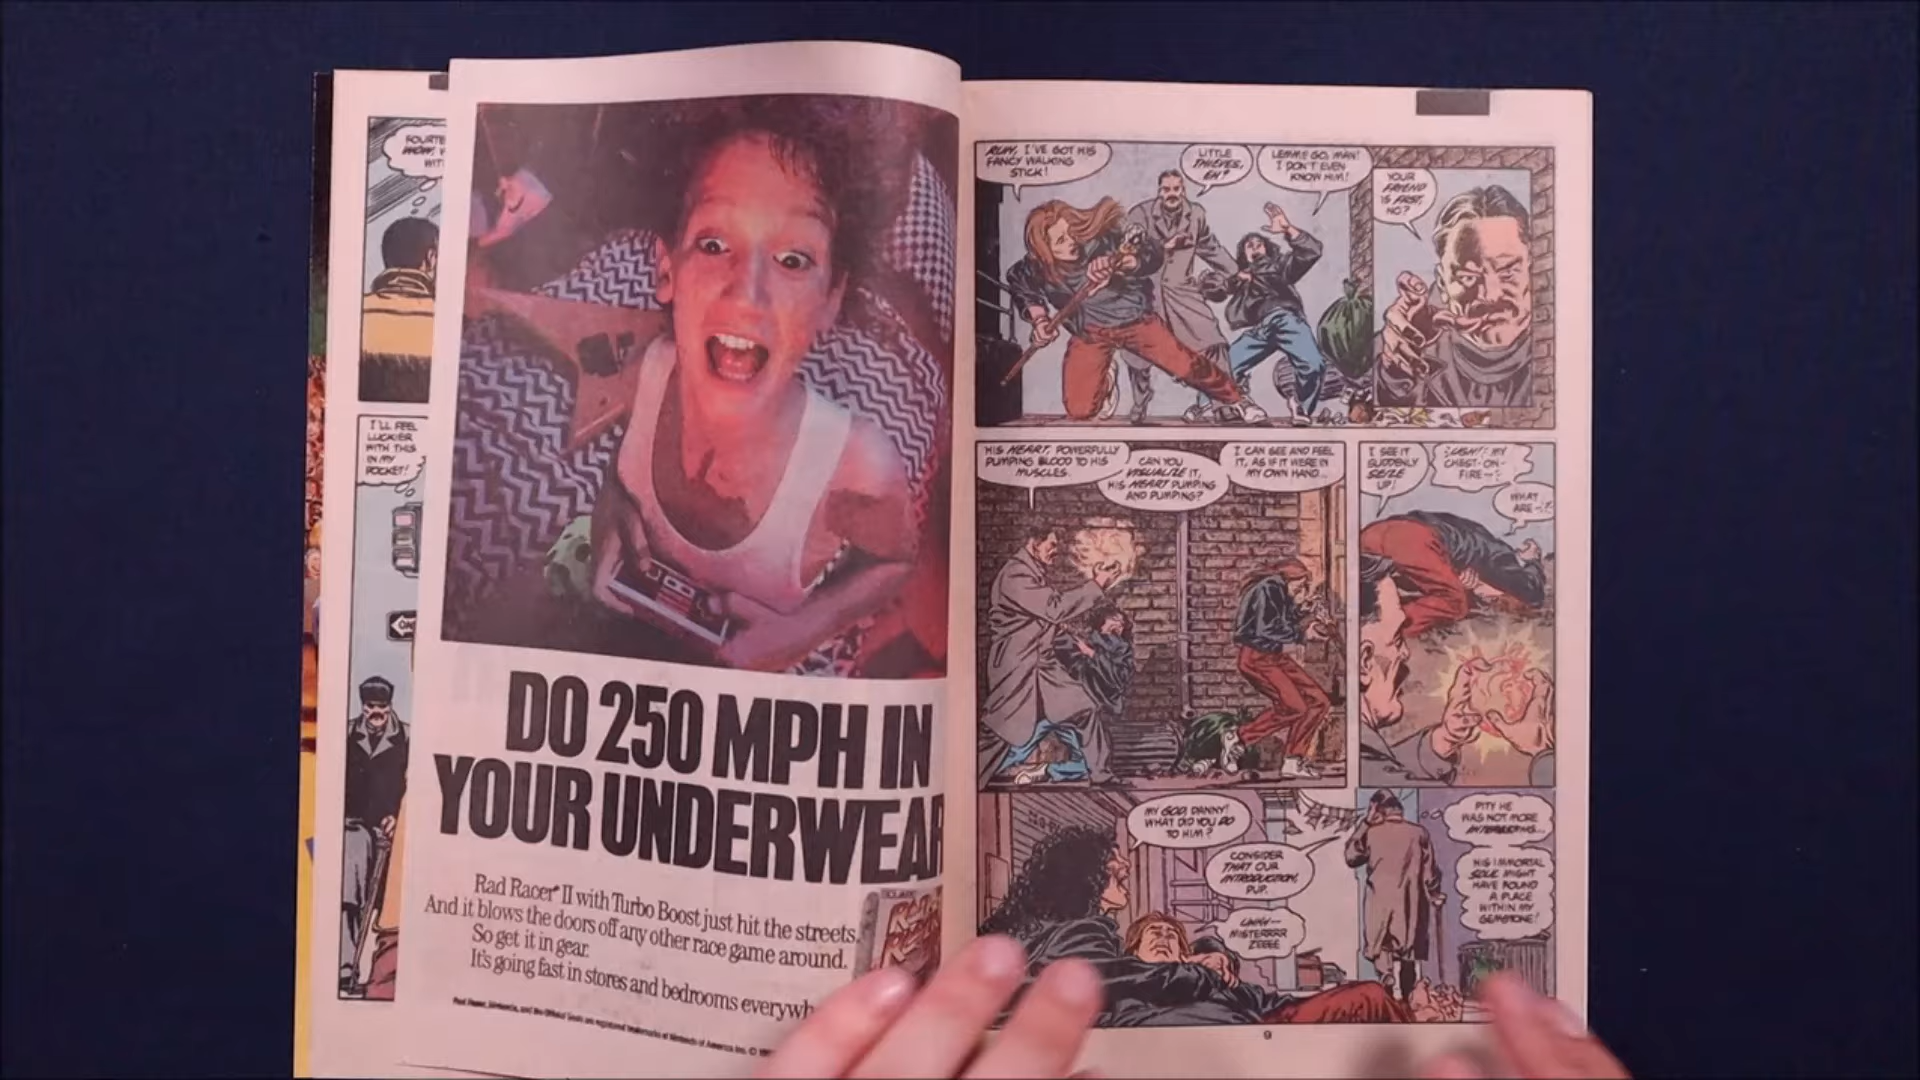 I'LL FEEL
LUCKIER
WITH THIS
IN MY
POCKET!
DO 250 MPH IN
YOUR UNDERWEAR
Rad Racer II with Turbo Boost just hit the streets.
And it blows the doors off any other race game around.
So get it in gear.
It's going fast in stores and bedrooms everywh
RUN, I'VE GOT HIS
FANCY WALKING
STICK!
LITTLE
THIEVES,
EH?
LEMME GO, MAN!
I DON'T EVEN
KNOW HIM!
YOUR
FRIEND
IS FAST,
NO?
HIS HEART, POWERFULLY
PUMPING BLOOD TO HIS
MUSCLES.
CAN YOU
VISUALIZE IT,
HIS HEART PUMPING
AND PUMPING?
I CAN SEE AND FEEL
IT, AS IF IT WERE IN
MY OWN HAND...
I SEE IT
SUDDENLY
SEIZE
UP!
MY
CHEST-ON-
FIRE--
WHAT
ARE--
MY GOD, DANNY!
WHAT DID YOU DO
TO HIM?
CONSIDER
THAT OUR
INTRODUCTION,
PUP.
UHHH--
MISTERRRR
ZEEEE
PITY HE
WAS NOT MORE
INTERESTING...
HIS IMMORTAL
SOUL MIGHT
HAVE FOUND
A PLACE
WITHIN MY
GEMSTONE!
9